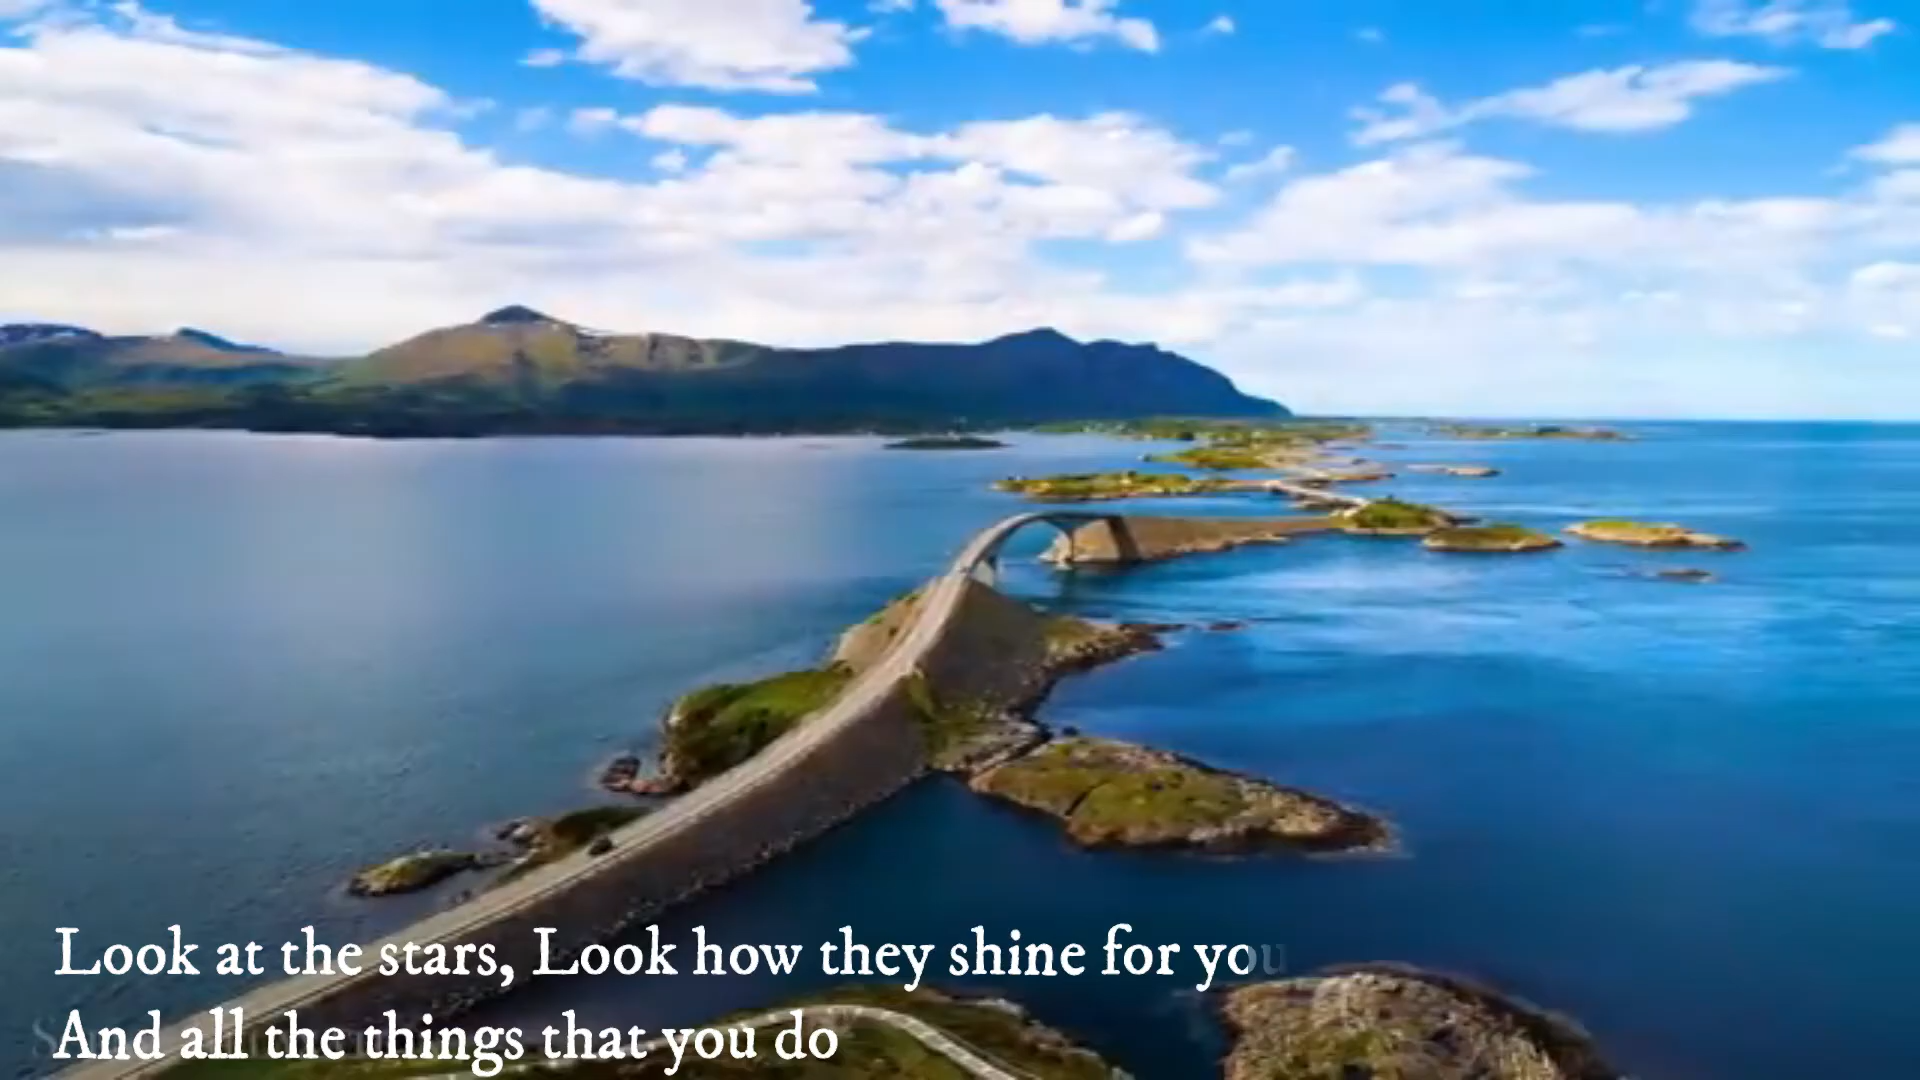 Look at the stars, Look how they shine for you
And all the things that you do